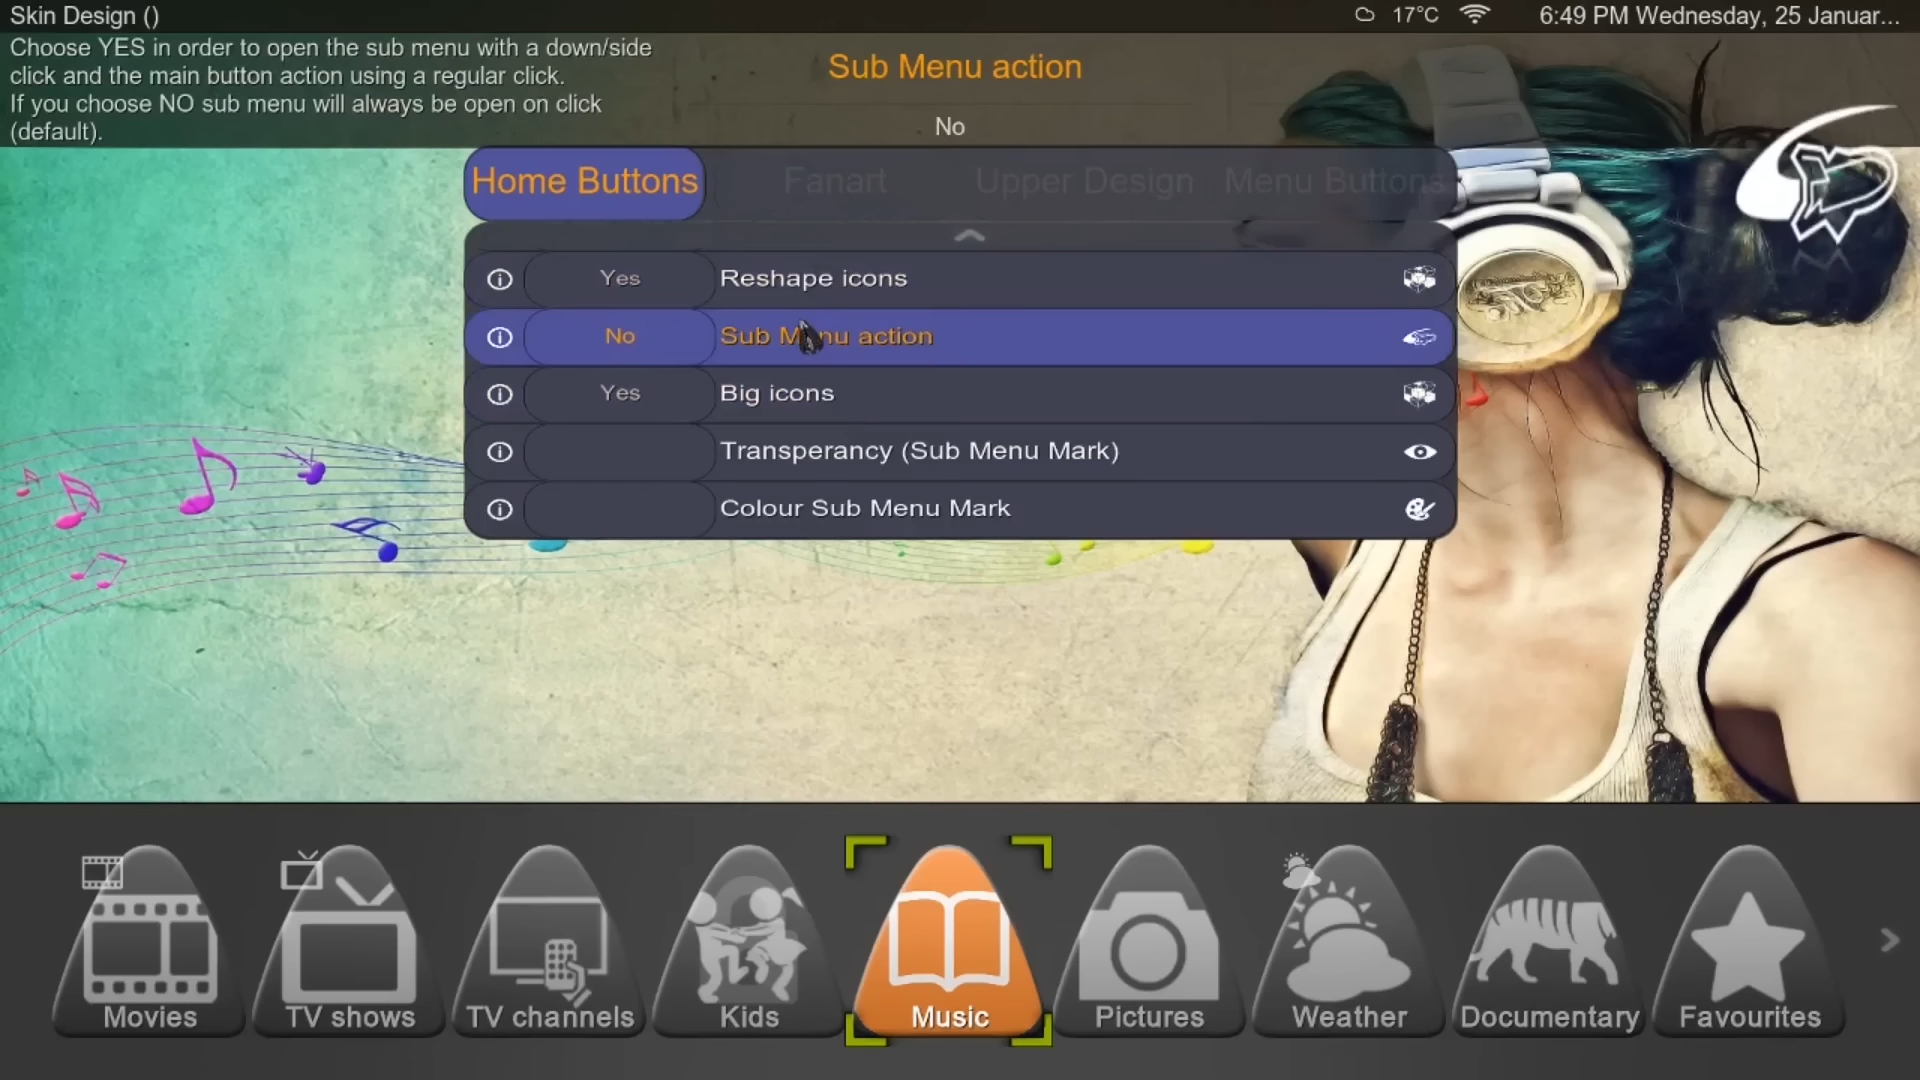 Skin Design ()
17°C
6:49 PM Wednesday, 25 Januar...
Choose YES in order to open the sub menu with a down/side
click and the main button action using a regular click.
If you choose NO sub menu will always be open on click
(default).
Sub Menu action
No
Home Buttons
Fanart
Upper Design
Menu Buttons
Yes
Reshape icons
No
Sub Menu action
Yes
Big icons
Transperancy (Sub Menu Mark)
Colour Sub Menu Mark
Movies
TV shows
TV channels
Kids
Music
Pictures
Weather
Documentary
Favourites